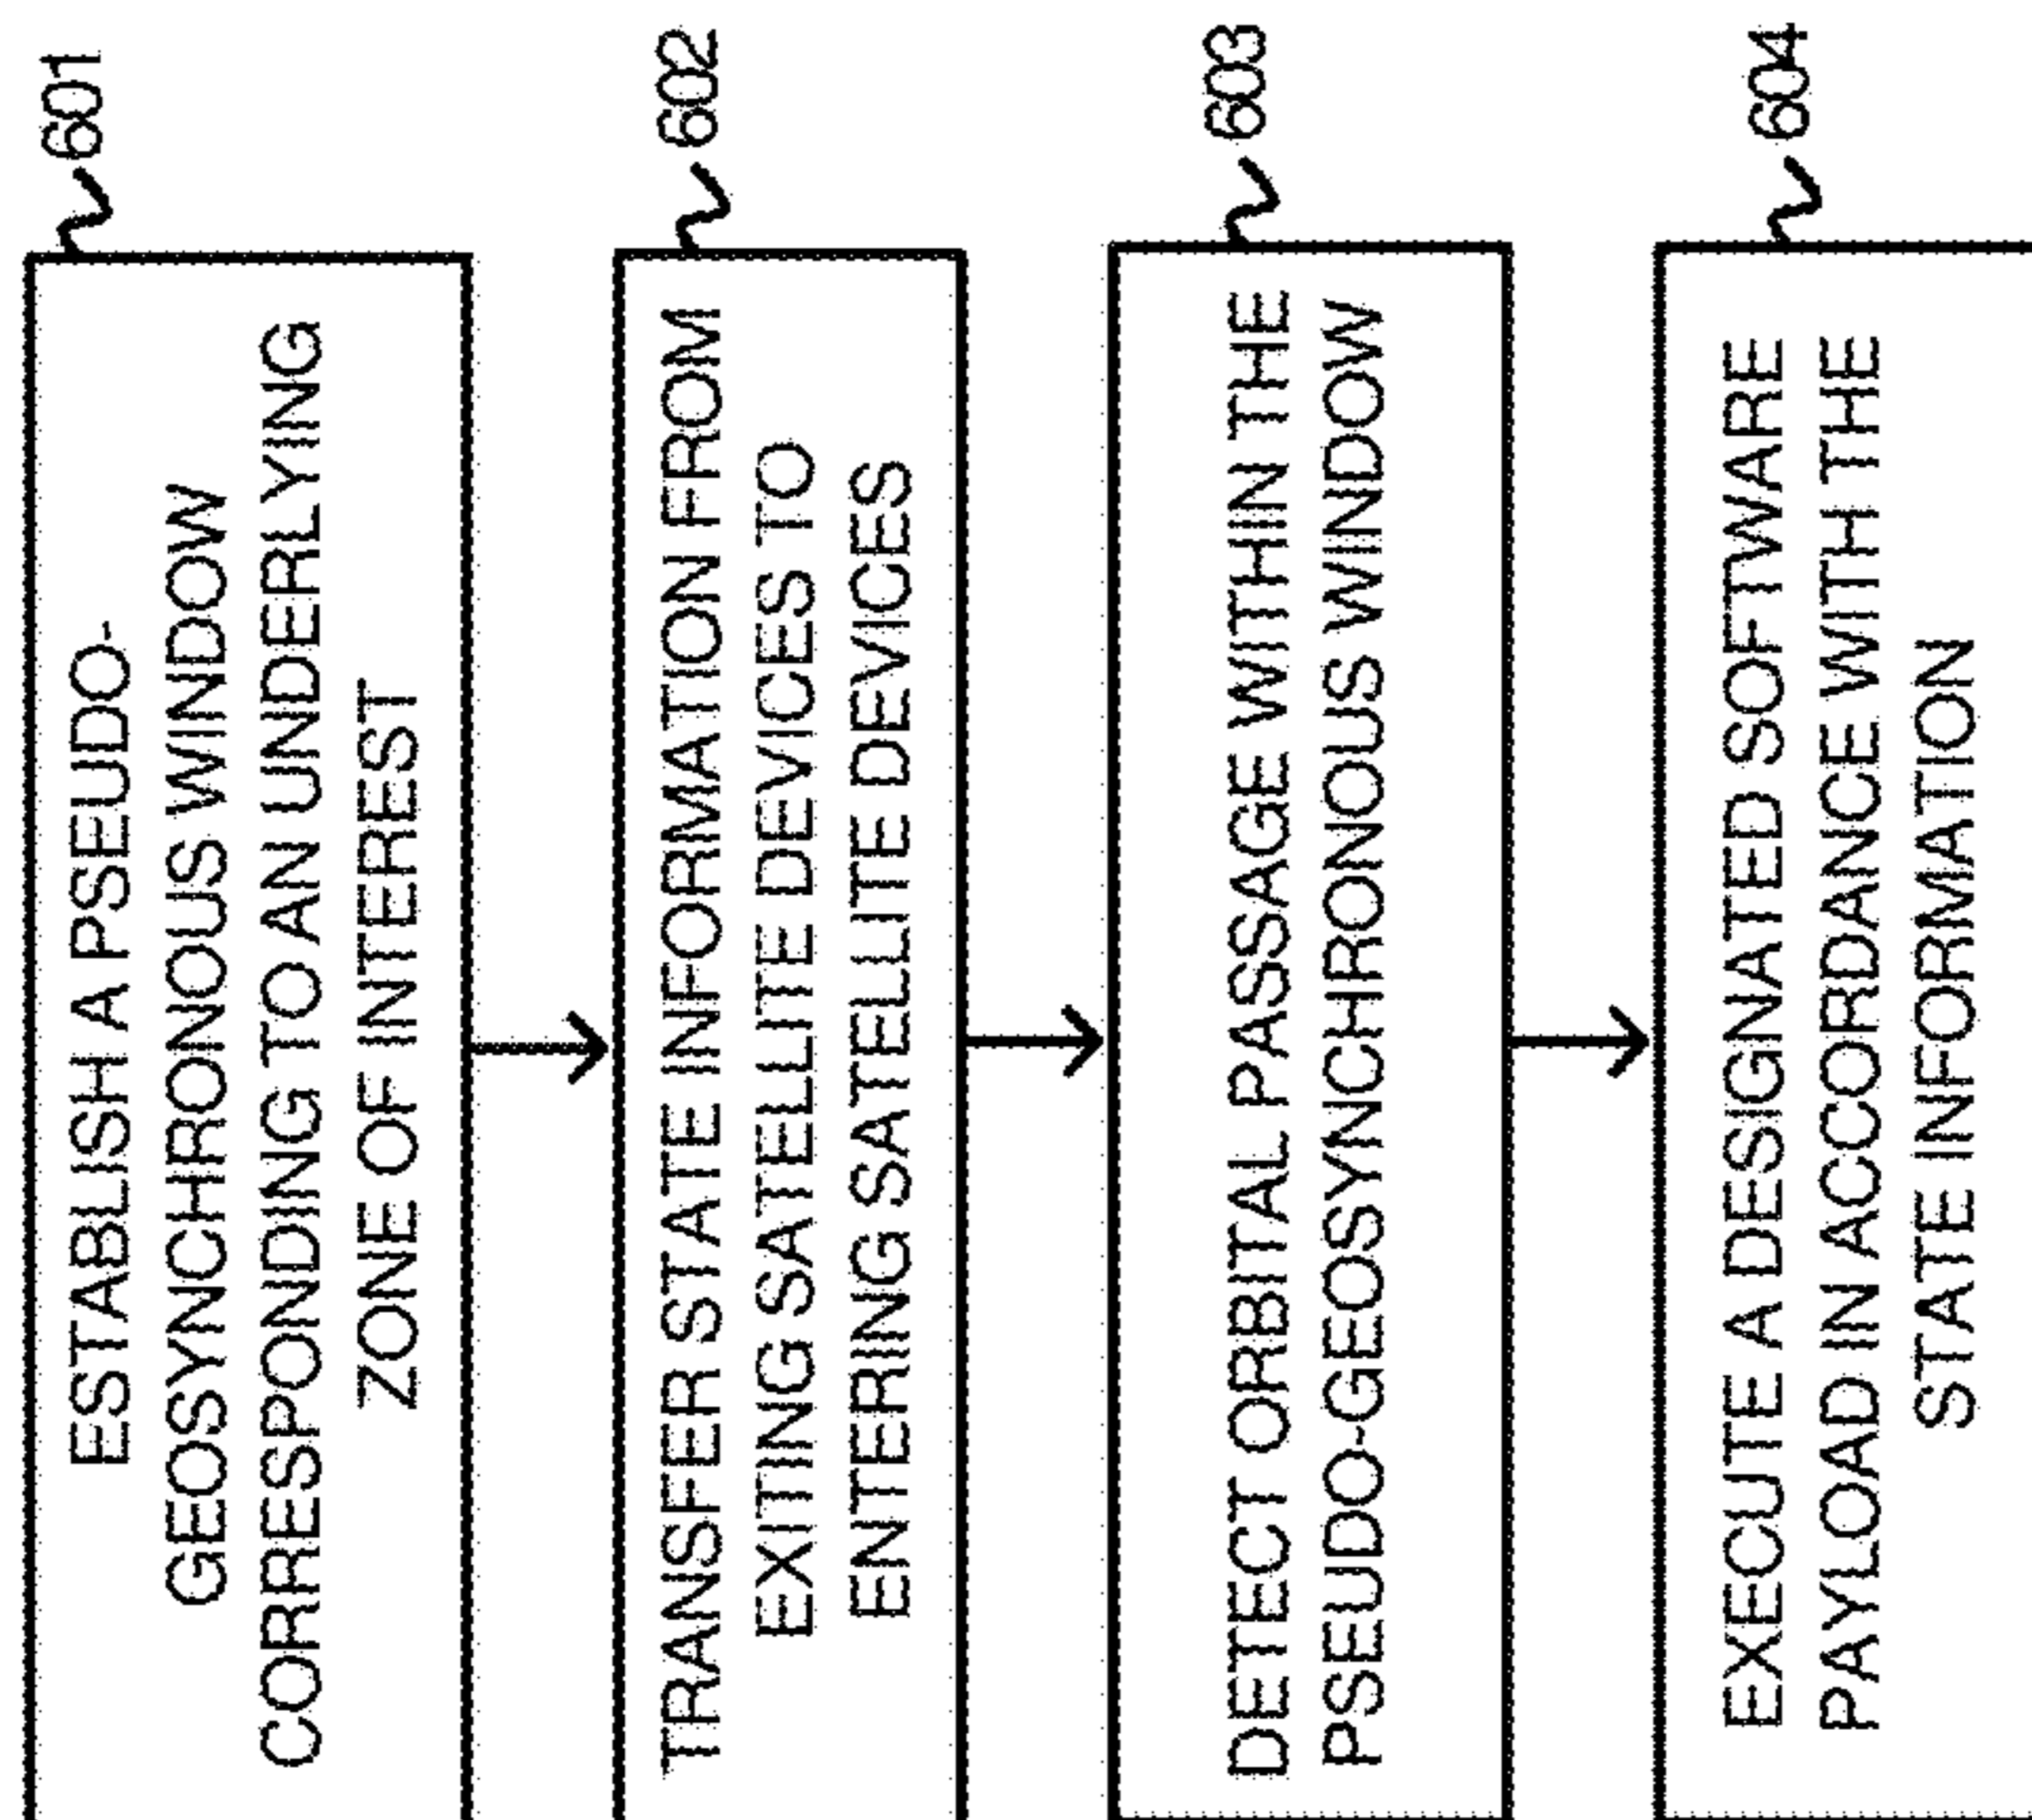 601
ESTABLISH A PSEUDO-
GEOSYNCHRONOUS WINDOW
CORRESPONDING TO AN UNDERLYING
ZONE OF INTEREST
602
TRANSFER STATE INFORMATION FROM
EXITING SATELLITE DEVICES TO
ENTERING SATELLITE DEVICES
603
DETECT ORBITAL PASSAGE WITHIN THE
PSEUDO-GEOSYNCHRONOUS WINDOW
604
EXECUTE A DESIGNATED SOFTWARE
PAYLOAD IN ACCORDANCE WITH THE
STATE INFORMATION